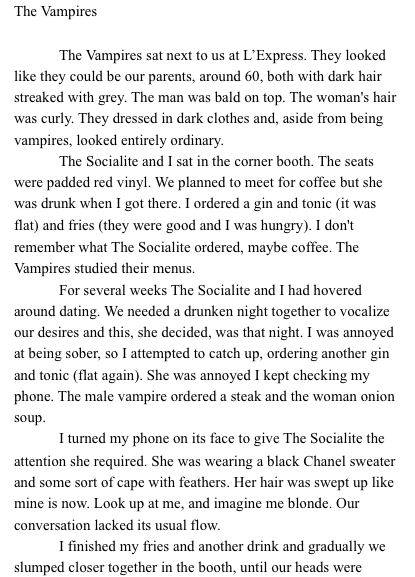 The Vampires
The Vampires sat next to us at L’Express. They looked
like they could be our parents, around 60, both with dark hair
streaked with grey. The man was bald on top. The woman's hair
was curly. They dressed in dark clothes and, aside from being
vampires, looked entirely ordinary.
The Socialite and I sat in the corner booth. The seats
were padded red vinyl. We planned to meet for coffee but she
was drunk when I got there. I ordered a gin and tonic (it was
flat) and fries (they were good and I was hungry). I don't
remember what The Socialite ordered, maybe coffee. The
Vampires studied their menus.
For several weeks The Socialite and I had hovered
around dating. We needed a drunken night together to vocalize
our desires and this, she decided, was that night. I was annoyed
at being sober, so I attempted to catch up, ordering another gin
and tonic (flat again). She was annoyed I kept checking my
phone. The male vampire ordered a steak and the woman onion
soup.
I turned my phone on its face to give The Socialite the
attention she required. She was wearing a black Chanel sweater
and some sort of cape with feathers. Her hair was swept up like
mine is now. Look up at me, and imagine me blonde. Our
conversation lacked its usual flow.
I finished my fries and another drink and gradually we
slumped closer together in the booth, until our heads were